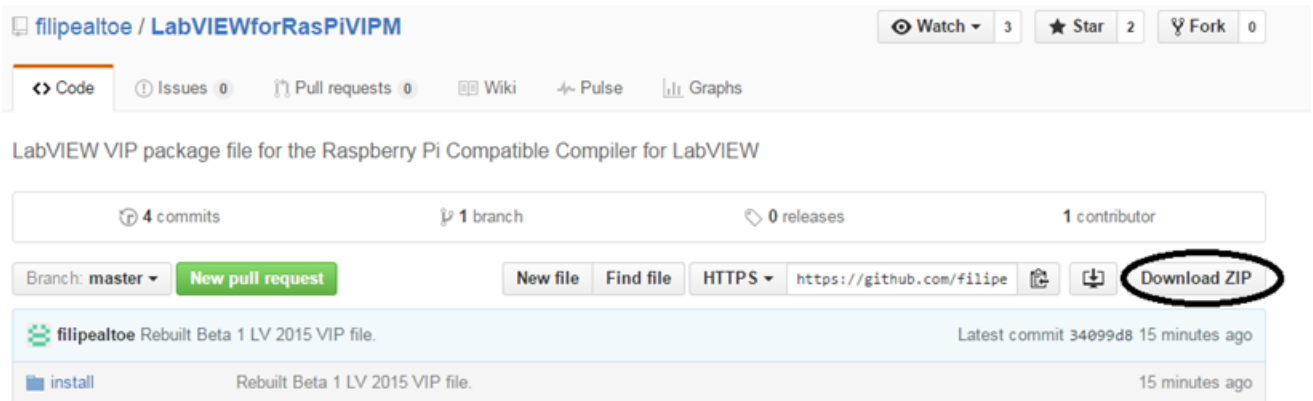 filipealtoe / LabVIEWforRasPiVIPM Watch 3 Star 2 Fork 0
Code Issues 0 Pull requests 0 Wiki Pulse Graphs
LabVIEW VIP package file for the Raspberry Pi Compatible Compiler for LabVIEW
4 commits 1 branch 0 releases 1 contributor
Branch: master New pull request New file Find file HTTPS https://github.com/filipe Download ZIP
filipealtoe Rebuilt Beta 1 LV 2015 VIP file. Latest commit 34099d8 15 minutes ago
install Rebuilt Beta 1 LV 2015 VIP file. 15 minutes ago